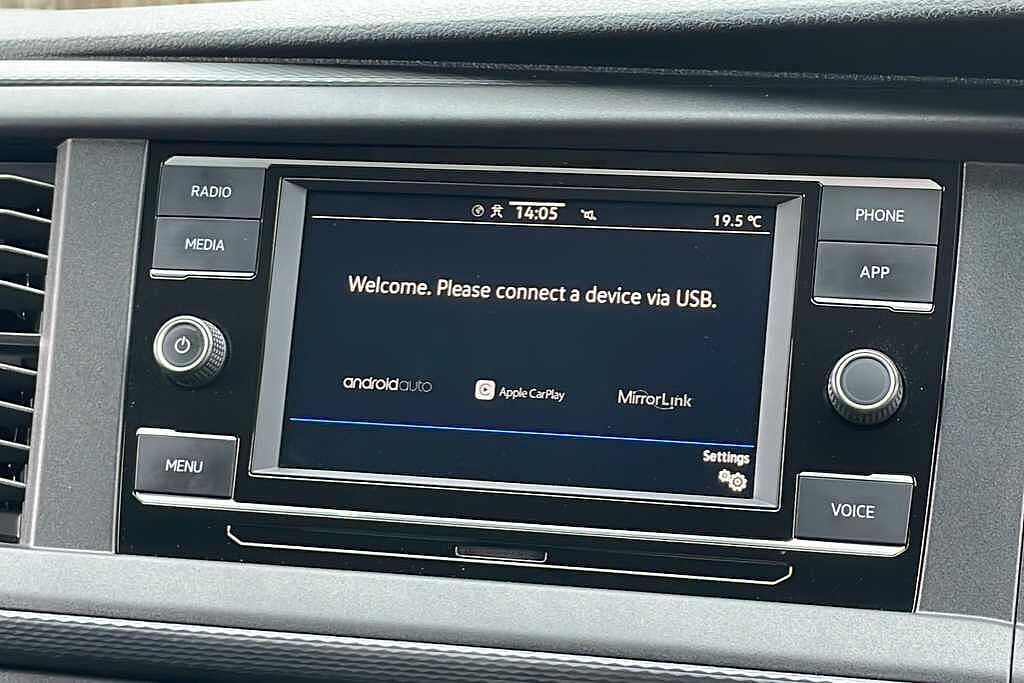 RADIO
MEDIA
MENU
14:05
19.5 °C
Welcome. Please connect a device via USB.
androidauto
Apple CarPlay
MirrorLink
Settings
PHONE
APP
VOICE